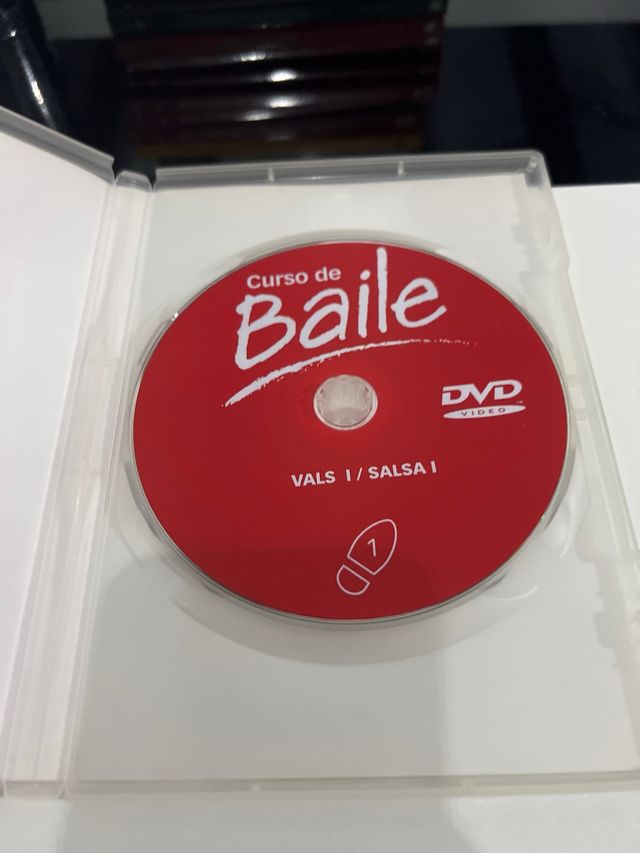 Curso de
Baile
DVD
VIDEO
VALS I / SALSA I
1